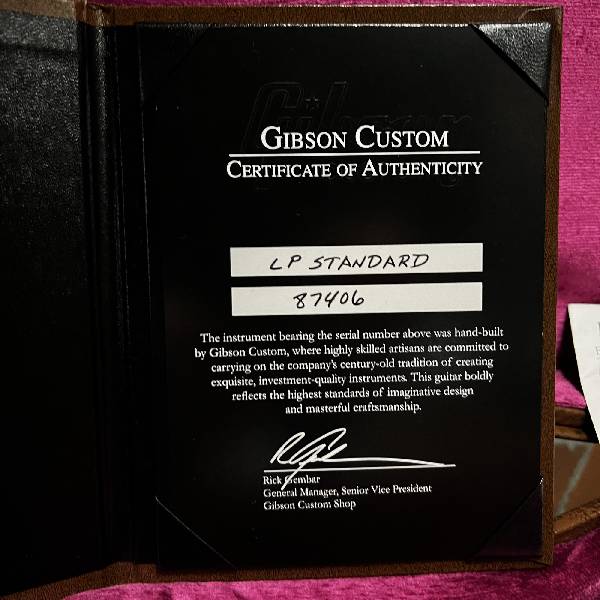 Gibson
GIBSON CUSTOM
CERTIFICATE OF AUTHENTICITY
LP STANDARD
87406
The instrument bearing the serial number above was hand-built
by Gibson Custom, where highly skilled artisans are committed to
carrying on the company's century-old tradition of creating
exquisite, investment-quality instruments. This guitar boldly
reflects the highest standards of imaginative design
and masterful craftsmanship.
Rick Gembar
General Manager, Senior Vice President
Gibson Custom Shop